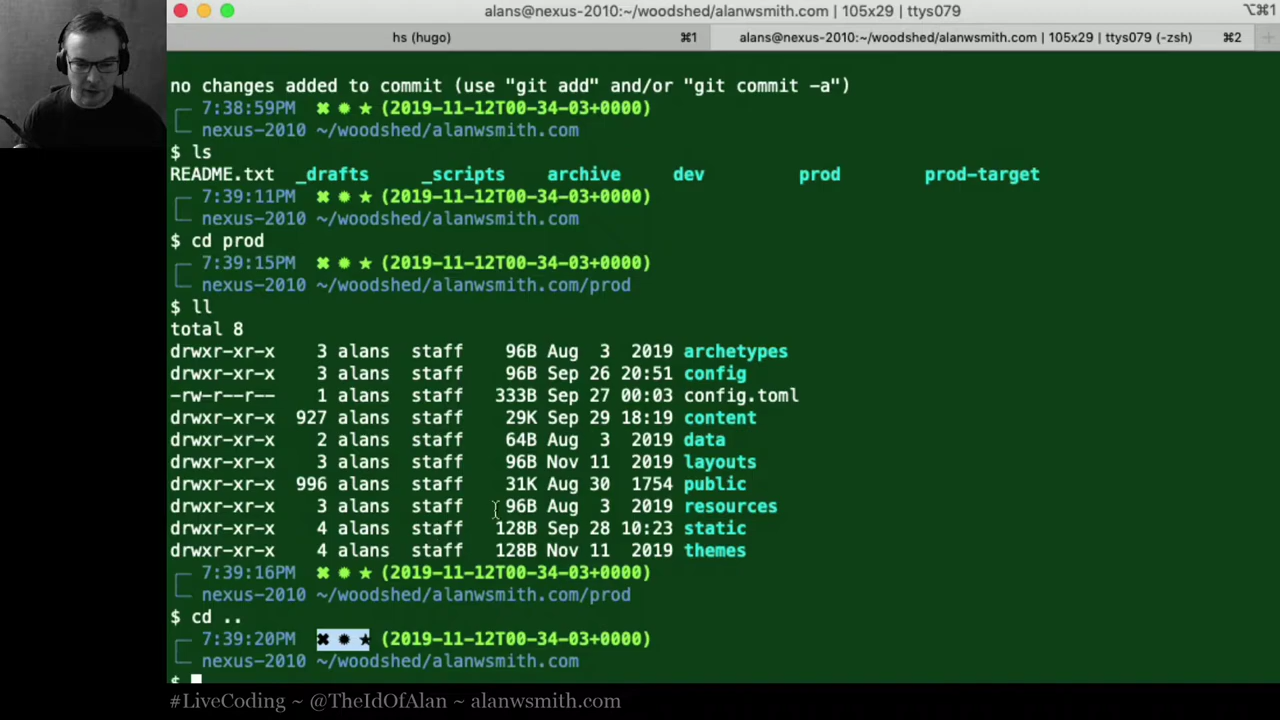 alans@nexus-2010:~/woodshed/alanwsmith.com | 105x29 | ttys079 ⌥⌘1
hs (hugo) ⌘1 alans@nexus-2010:~/woodshed/alanwsmith.com | 105x29 | ttys079 (-zsh) ⌘2 +
no changes added to commit (use "git add" and/or "git commit -a")
7:38:59PM ✖ ✹ ★ (2019-11-12T00-34-03+0000)
nexus-2010 ~/woodshed/alanwsmith.com
$ ls
README.txt _drafts _scripts archive dev prod prod-target
7:39:11PM ✖ ✹ ★ (2019-11-12T00-34-03+0000)
nexus-2010 ~/woodshed/alanwsmith.com
$ cd prod
7:39:15PM ✖ ✹ ★ (2019-11-12T00-34-03+0000)
nexus-2010 ~/woodshed/alanwsmith.com/prod
$ ll
total 8
drwxr-xr-x 3 alans staff 96B Aug 3 2019 archetypes
drwxr-xr-x 3 alans staff 96B Sep 26 20:51 config
-rw-r--r-- 1 alans staff 333B Sep 27 00:03 config.toml
drwxr-xr-x 927 alans staff 29K Sep 29 18:19 content
drwxr-xr-x 2 alans staff 64B Aug 3 2019 data
drwxr-xr-x 3 alans staff 96B Nov 11 2019 layouts
drwxr-xr-x 996 alans staff 31K Aug 30 1754 public
drwxr-xr-x 3 alans staff 96B Aug 3 2019 resources
drwxr-xr-x 4 alans staff 128B Sep 28 10:23 static
drwxr-xr-x 4 alans staff 128B Nov 11 2019 themes
7:39:16PM ✖ ✹ ★ (2019-11-12T00-34-03+0000)
nexus-2010 ~/woodshed/alanwsmith.com/prod
$ cd ..
7:39:20PM ✖ ✹ ★ (2019-11-12T00-34-03+0000)
nexus-2010 ~/woodshed/alanwsmith.com
$
#LiveCoding ~ @TheIdOfAlan ~ alanwsmith.com